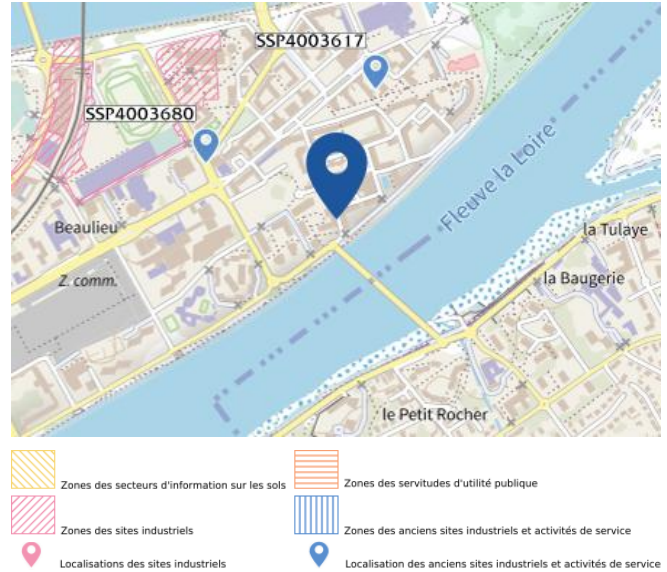 SSP4003617
SSP4003680
Fleuve la Loire
Beaulieu
la Tulaye
Z. comm.
la Baugerie
le Petit Rocher
Zones des secteurs d'information sur les sols
Zones des servitudes d'utilité publique
Zones des sites industriels
Zones des anciens sites industriels et activités de service
Localisations des sites industriels
Localisation des anciens sites industriels et activités de service